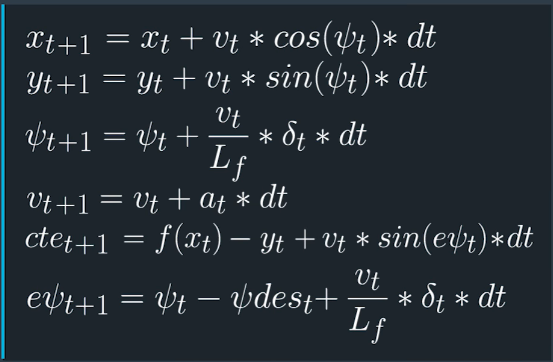 x_{t+1} = x_t + v_t * cos(ψ_t) * dt
y_{t+1} = y_t + v_t * sin(ψ_t) * dt
ψ_{t+1} = ψ_t + \frac{v_t}{L_f} * δ_t * dt
v_{t+1} = v_t + a_t * dt
cte_{t+1} = f(x_t) − y_t + v_t * sin(eψ_t) * dt
eψ_{t+1} = ψ_t − ψdes_t + \frac{v_t}{L_f} * δ_t * dt